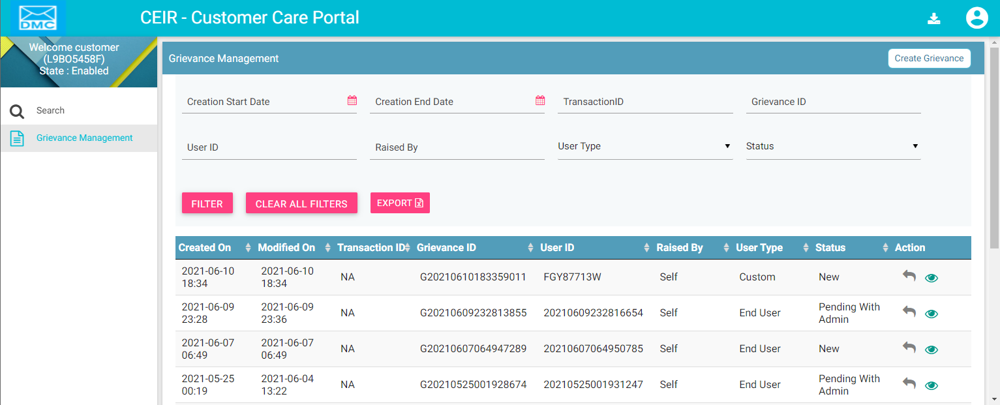 DMC
CEIR - Customer Care Portal
Welcome customer
(L9BO5458F)
State : Enabled
Search
Grievance Management
Grievance Management
Create Grievance
Creation Start Date
Creation End Date
TransactionID
Grievance ID
User ID
Raised By
User Type
Status
FILTER
CLEAR ALL FILTERS
EXPORT
Created On Modified On Transaction ID Grievance ID User ID Raised By User Type Status Action
2021-06-10 2021-06-10
18:34 18:34 NA G20210610183359011 FGY87713W Self Custom New
2021-06-09 2021-06-09 Pending With
23:28 23:36 NA G20210609232813855 20210609232816654 Self End User Admin
2021-06-07 2021-06-07
06:49 06:49 NA G20210607064947289 20210607064950785 Self End User New
2021-05-25 2021-06-04 Pending With
00:19 13:22 NA G20210525001928674 20210525001931247 Self End User Admin